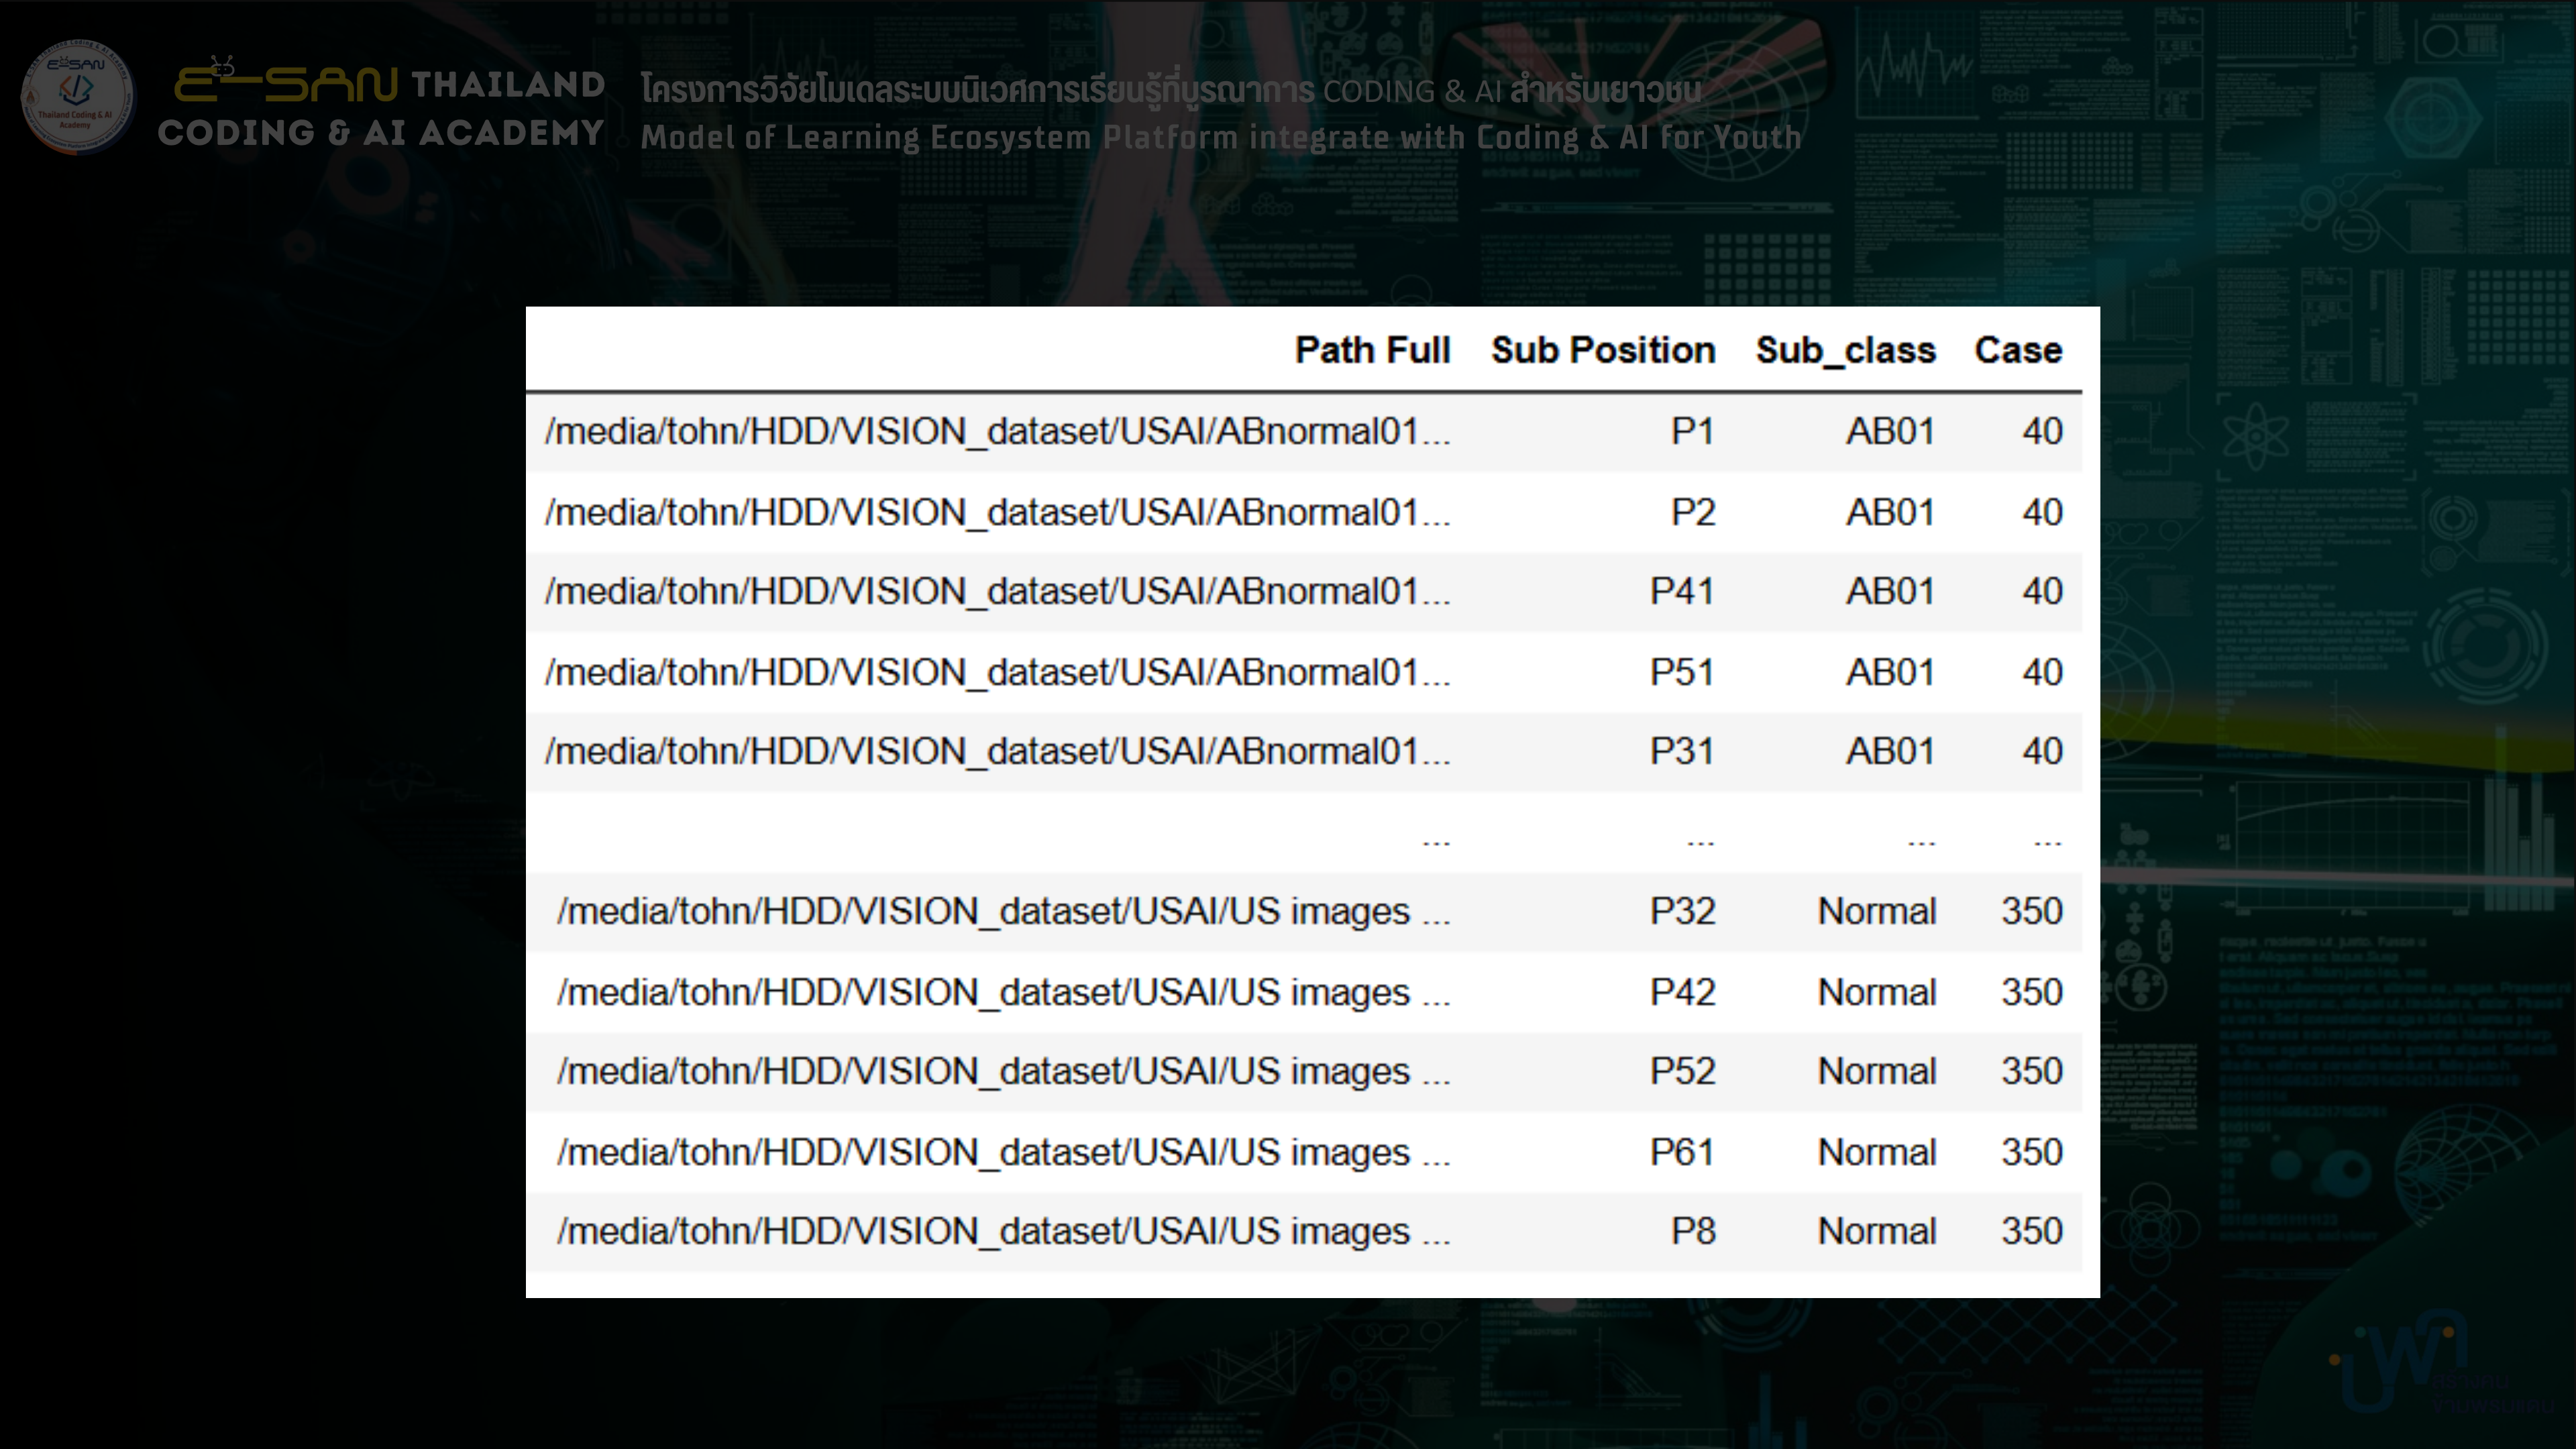 E-SAN THAILAND
CODING & AI ACADEMY
โครงการวิจัยโมเดลระบบนิเวศการเรียนรู้ที่บูรณาการ CODING & AI สำหรับเยาวชน
Model of Learning Ecosystem Platform integrate with Coding & AI for Youth
E-SAN
Thailand Coding & AI
Academy
Path Full Sub Position Sub_class Case
/media/tohn/HDD/VISION_dataset/USAI/ABnormal01... P1 AB01 40
/media/tohn/HDD/VISION_dataset/USAI/ABnormal01... P2 AB01 40
/media/tohn/HDD/VISION_dataset/USAI/ABnormal01... P41 AB01 40
/media/tohn/HDD/VISION_dataset/USAI/ABnormal01... P51 AB01 40
/media/tohn/HDD/VISION_dataset/USAI/ABnormal01... P31 AB01 40
... ... ... ...
/media/tohn/HDD/VISION_dataset/USAI/US images ... P32 Normal 350
/media/tohn/HDD/VISION_dataset/USAI/US images ... P42 Normal 350
/media/tohn/HDD/VISION_dataset/USAI/US images ... P52 Normal 350
/media/tohn/HDD/VISION_dataset/USAI/US images ... P61 Normal 350
/media/tohn/HDD/VISION_dataset/USAI/US images ... P8 Normal 350